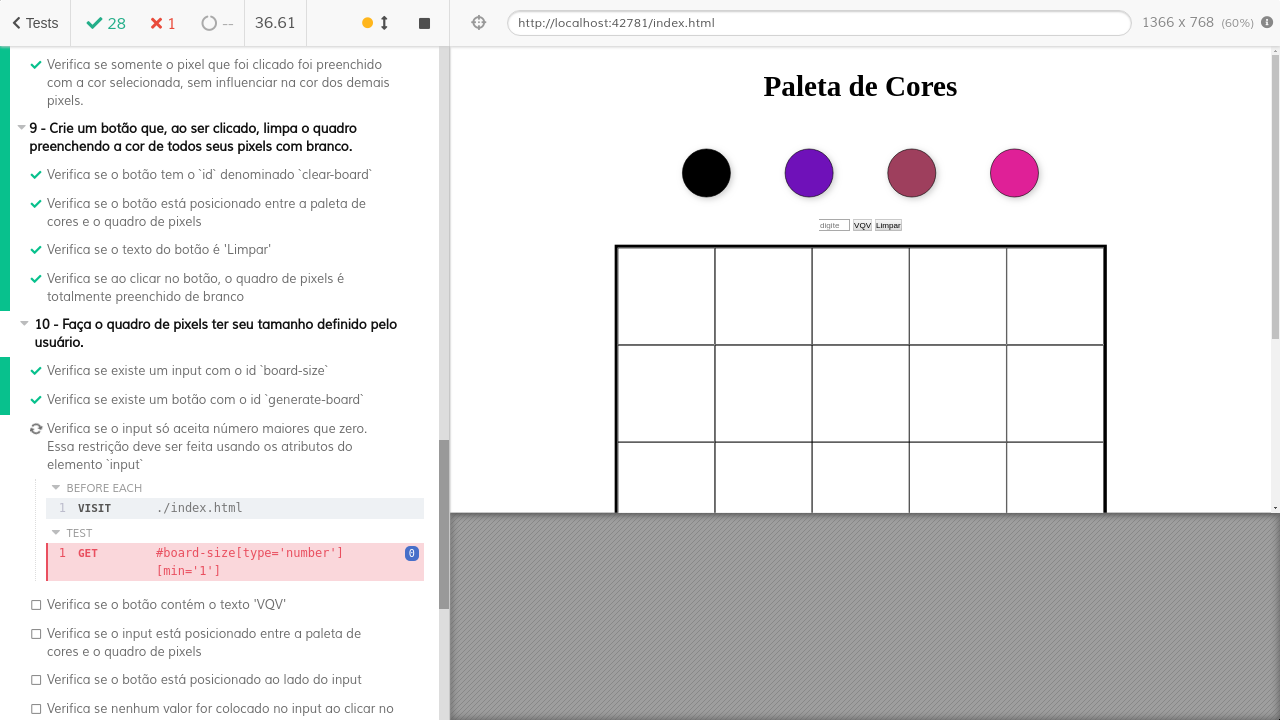 Tests
28
1
--
36.61
http://localhost:42781/index.html
1366 x 768 (60%)
Verifica se somente o pixel que foi clicado foi preenchido
com a cor selecionada, sem influenciar na cor dos demais
pixels.
9 - Crie um botão que, ao ser clicado, limpa o quadro
preenchendo a cor de todos seus pixels com branco.
Verifica se o botão tem o `id` denominado `clear-board`
Verifica se o botão está posicionado entre a paleta de
cores e o quadro de pixels
Verifica se o texto do botão é 'Limpar'
Verifica se ao clicar no botão, o quadro de pixels é
totalmente preenchido de branco
10 - Faça o quadro de pixels ter seu tamanho definido pelo
usuário.
Verifica se existe um input com o id `board-size`
Verifica se existe um botão com o id `generate-board`
Verifica se o input só aceita número maiores que zero.
Essa restrição deve ser feita usando os atributos do
elemento `input`
BEFORE EACH
1 VISIT ./index.html
TEST
1 GET #board-size[type='number'] 0
[min='1']
Verifica se o botão contém o texto 'VQV'
Verifica se o input está posicionado entre a paleta de
cores e o quadro de pixels
Verifica se o botão está posicionado ao lado do input
Verifica se nenhum valor for colocado no input ao clicar no
Paleta de Cores
digite VQV Limpar